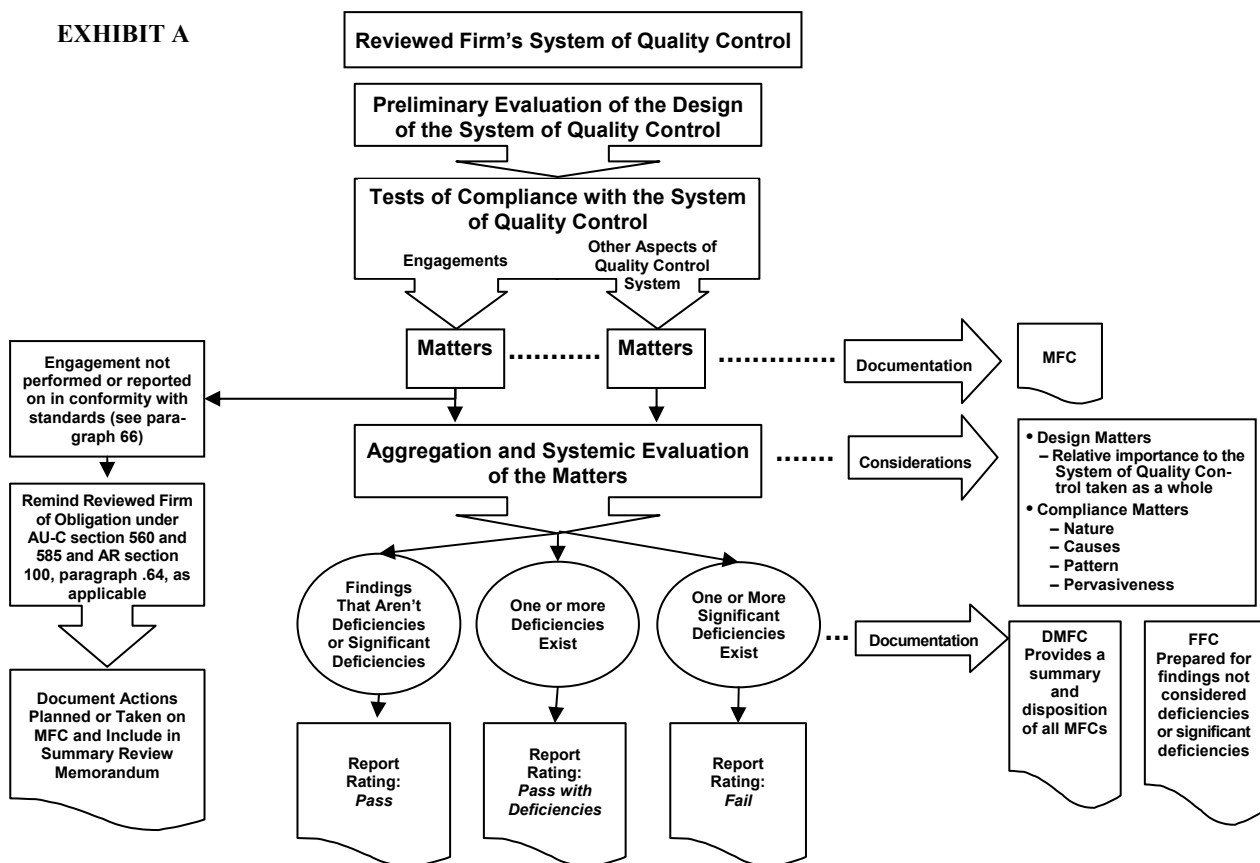 EXHIBIT A
Reviewed Firm's System of Quality Control
Preliminary Evaluation of the Design
of the System of Quality Control
Tests of Compliance with the System
of Quality Control
Engagements
Other Aspects of
Quality Control
System
Matters
Matters
Documentation
MFC
Engagement not
performed or reported
on in conformity with
standards (see para-
graph 66)
Aggregation and Systemic Evaluation
of the Matters
Considerations
• Design Matters
– Relative importance to the
System of Quality Con-
trol taken as a whole
• Compliance Matters
– Nature
– Causes
– Pattern
– Pervasiveness
Remind Reviewed Firm
of Obligation under
AU-C section 560 and
585 and AR section
100, paragraph .64, as
applicable
Findings
That Aren't
Deficiencies
or Significant
Deficiencies
One or more
Deficiencies
Exist
One or More
Significant
Deficiencies
Exist
Documentation
DMFC
Provides a
summary
and
disposition
of all MFCs
FFC
Prepared for
findings not
considered
deficiencies
or significant
deficiencies
Document Actions
Planned or Taken on
MFC and Include in
Summary Review
Memorandum
Report
Rating:
Pass
Report
Rating:
Pass with
Deficiencies
Report
Rating:
Fail